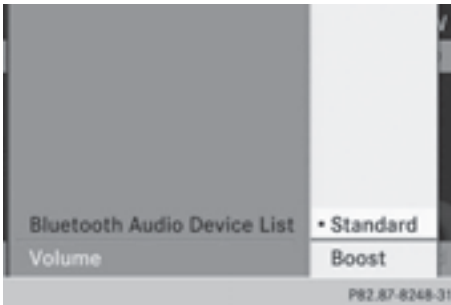 Bluetooth Audio Device List • Standard
Volume Boost
P82.87-8248-31